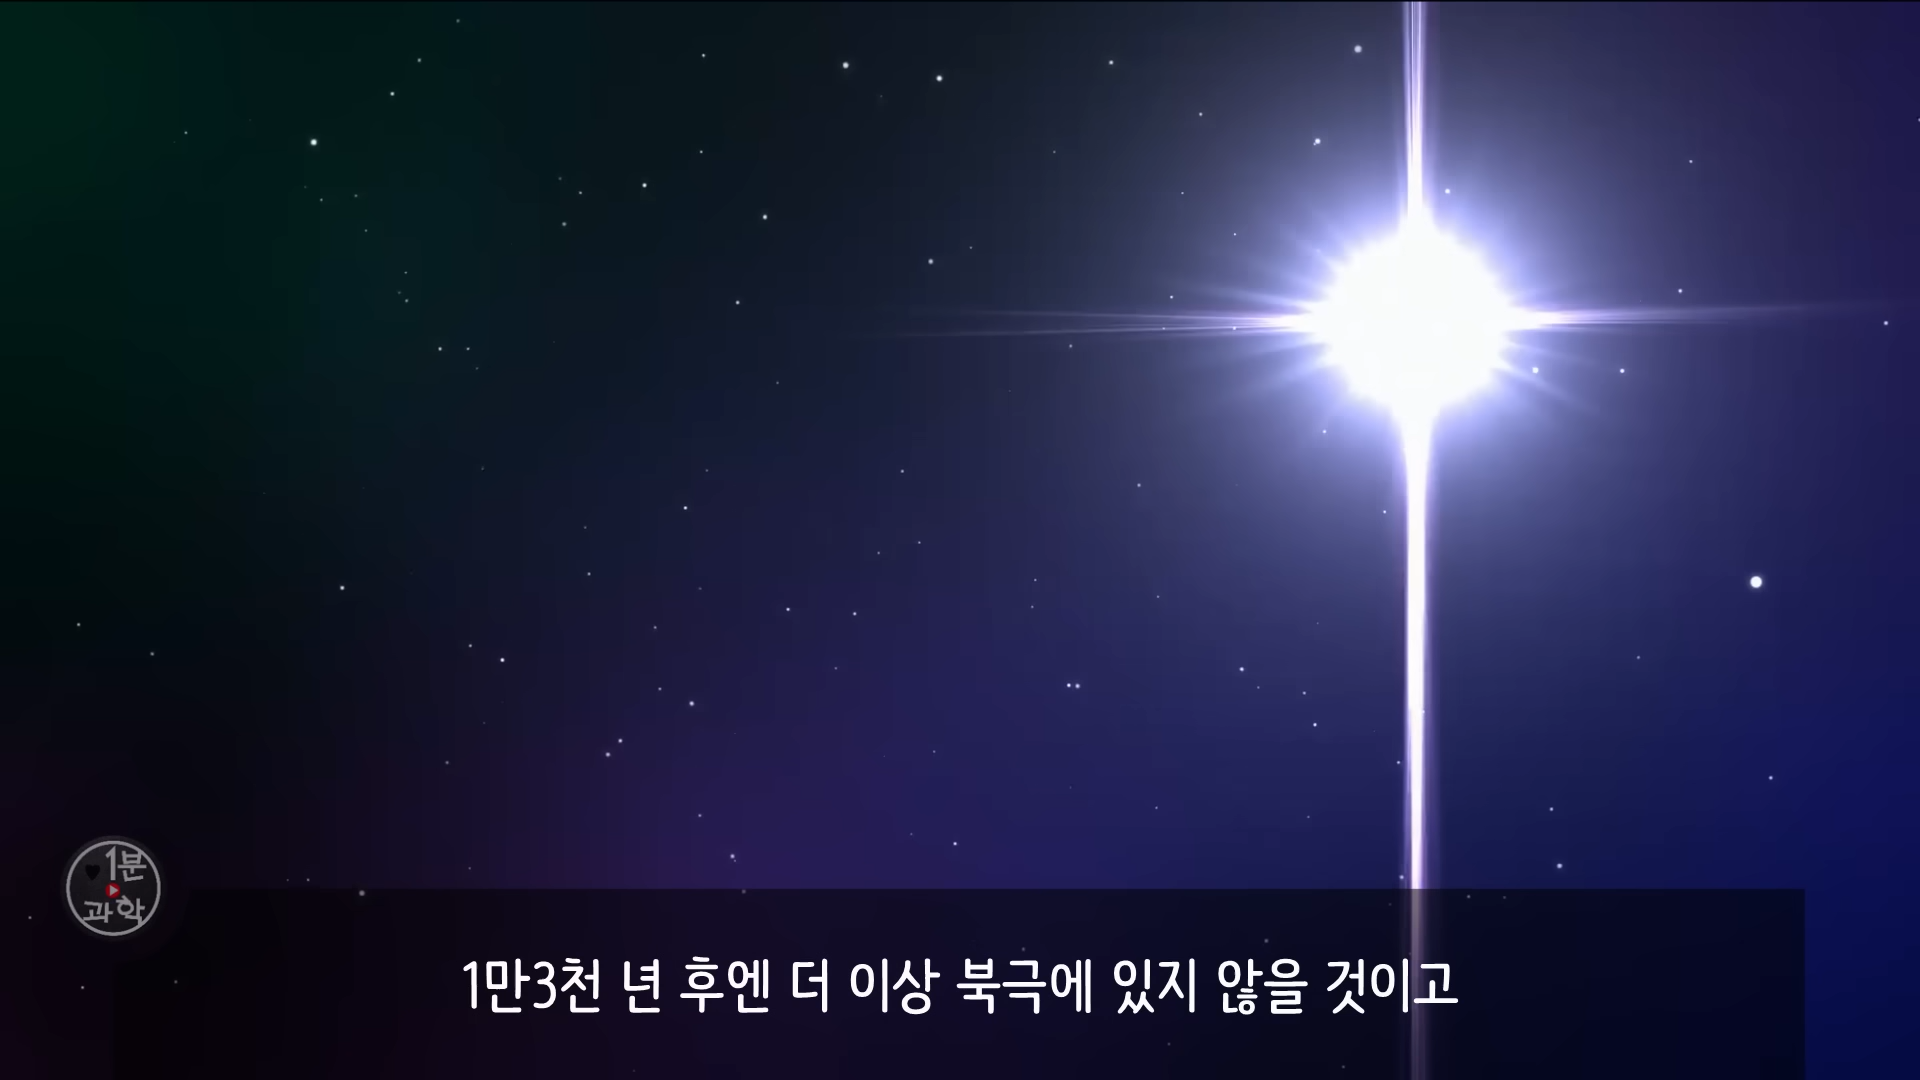 1분
과학
1만3천 년 후엔 더 이상 북극에 있지 않을 것이고